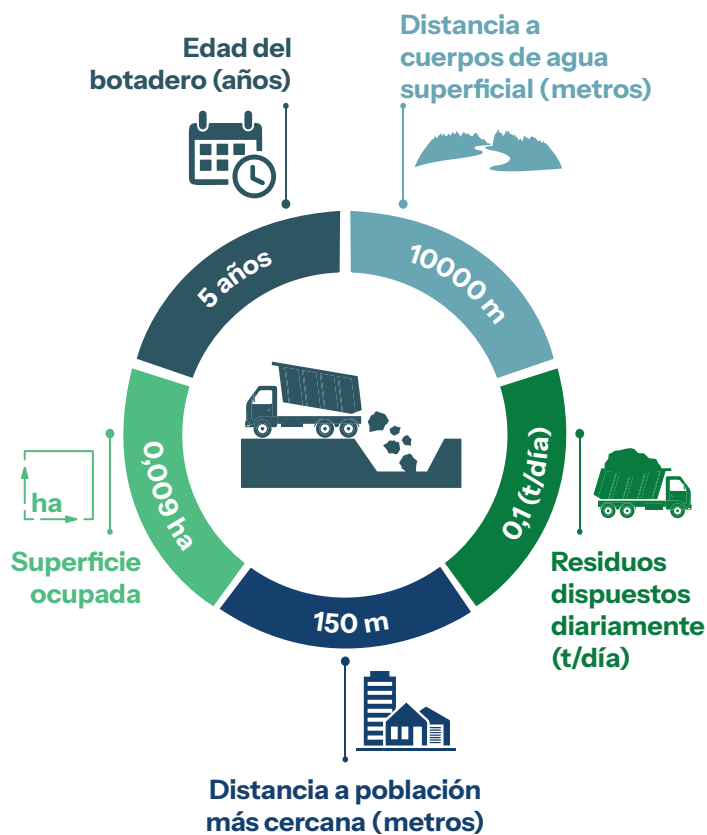 Edad del
botadero (años)
Distancia a
cuerpos de agua
superficial (metros)
5 años
10000 m
0,009 ha
0,1 (t/día)
150 m
ha
Superficie
ocupada
Residuos
dispuestos
diariamente
(t/día)
Distancia a población
más cercana (metros)